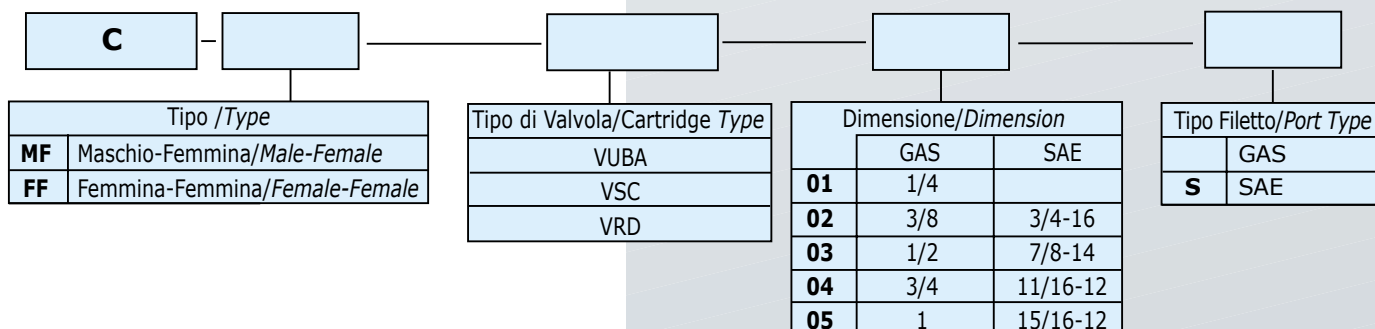 C –
Tipo /Type
MF Maschio-Femmina/Male-Female
FF Femmina-Femmina/Female-Female
Tipo di Valvola/Cartridge Type
VUBA
VSC
VRD
Dimensione/Dimension
GAS SAE
01 1/4
02 3/8 3/4-16
03 1/2 7/8-14
04 3/4 11/16-12
05 1 15/16-12
Tipo Filetto/Port Type
GAS
S SAE